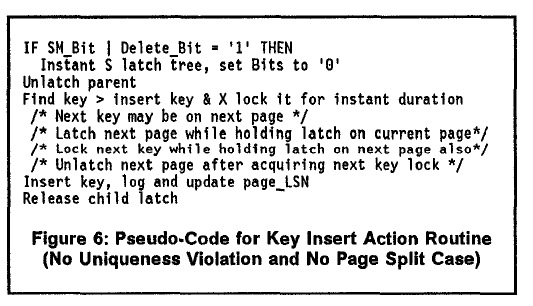 IF SM_Bit | Delete_Bit = '1' THEN
Instant S latch tree, set Bits to '0'
Unlatch parent
Find key > insert key & X lock it for instant duration
/* Next key may be on next page */
/* Latch next page while holding latch on current page*/
/* Lock next key while holding latch on next page also*/
/* Unlatch next page after acquiring next key lock */
Insert key, log and update page_LSN
Release child latch
Figure 6: Pseudo-Code for Key Insert Action Routine
(No Uniqueness Violation and No Page Split Case)